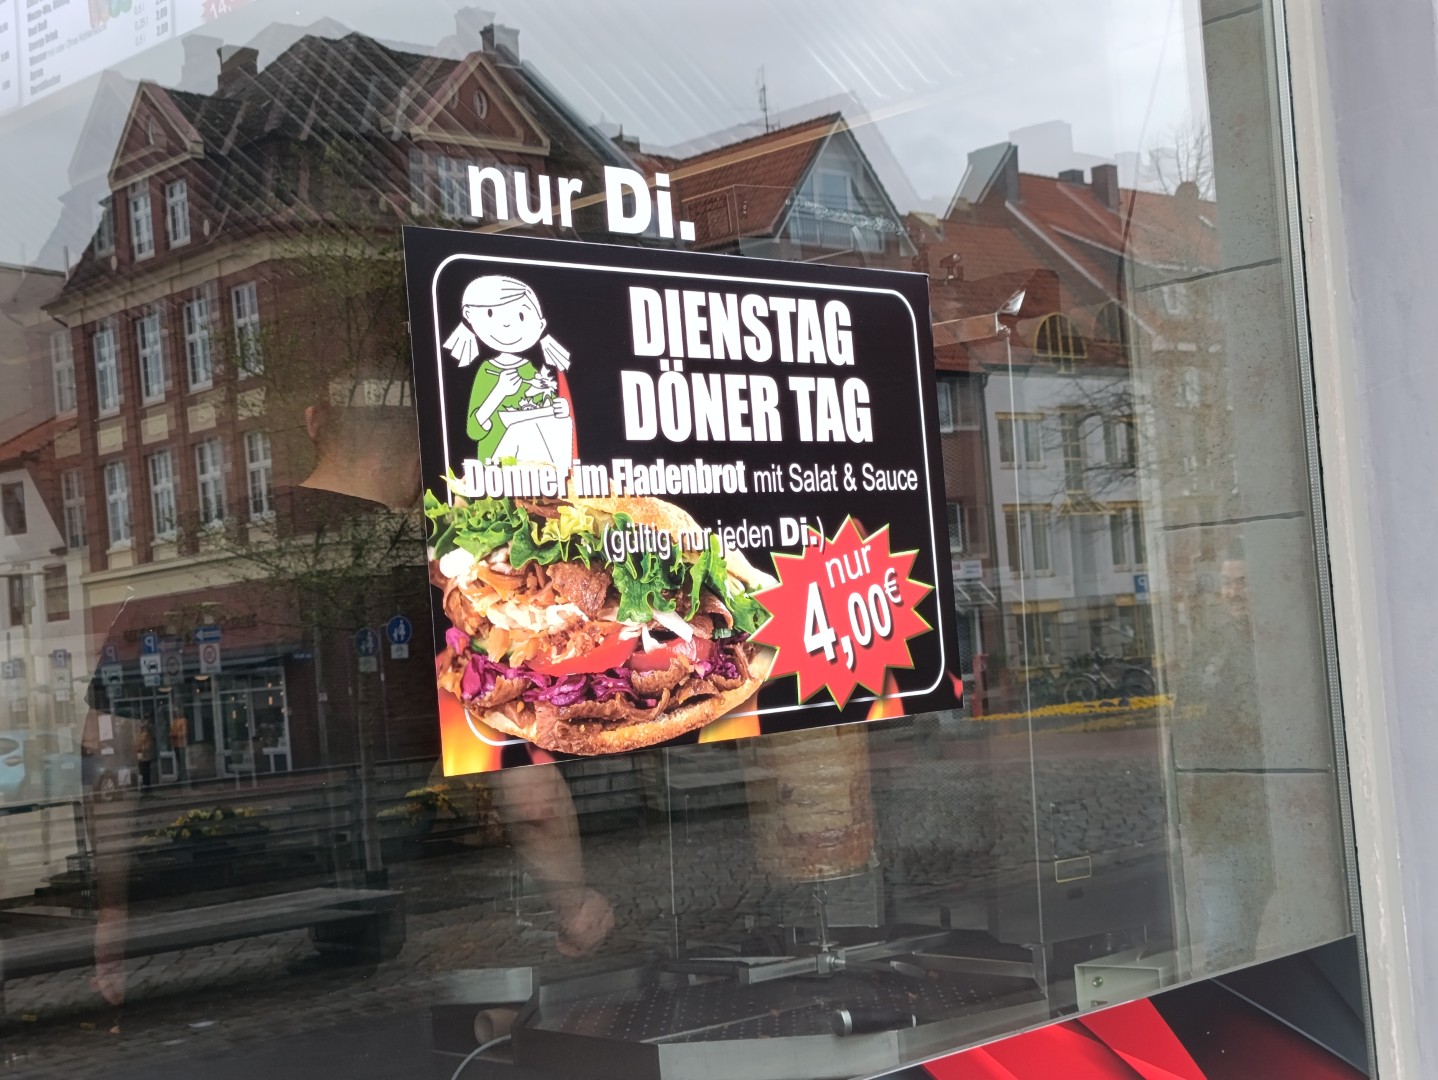 nur Di.
DIENSTAG
DÖNER TAG
Dönner im Fladenbrot mit Salat & Sauce
(gültig nur jeden Di.)
nur
4,00€